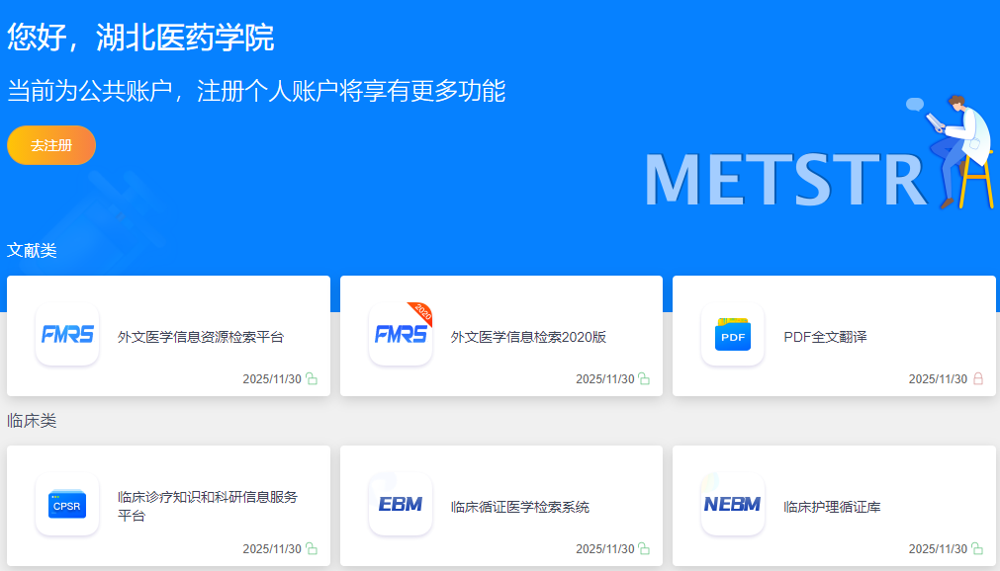 您好，湖北医药学院
当前为公共账户，注册个人账户将享有更多功能
去注册
METSTR
文献类
FMRS
外文医学信息资源检索平台
2025/11/30
FMRS
2020
外文医学信息检索2020版
2025/11/30
PDF
PDF全文翻译
2025/11/30
临床类
CPSR
临床诊疗知识和科研信息服务
平台
2025/11/30
EBM
临床循证医学检索系统
2025/11/30
NEBM
临床护理循证库
2025/11/30